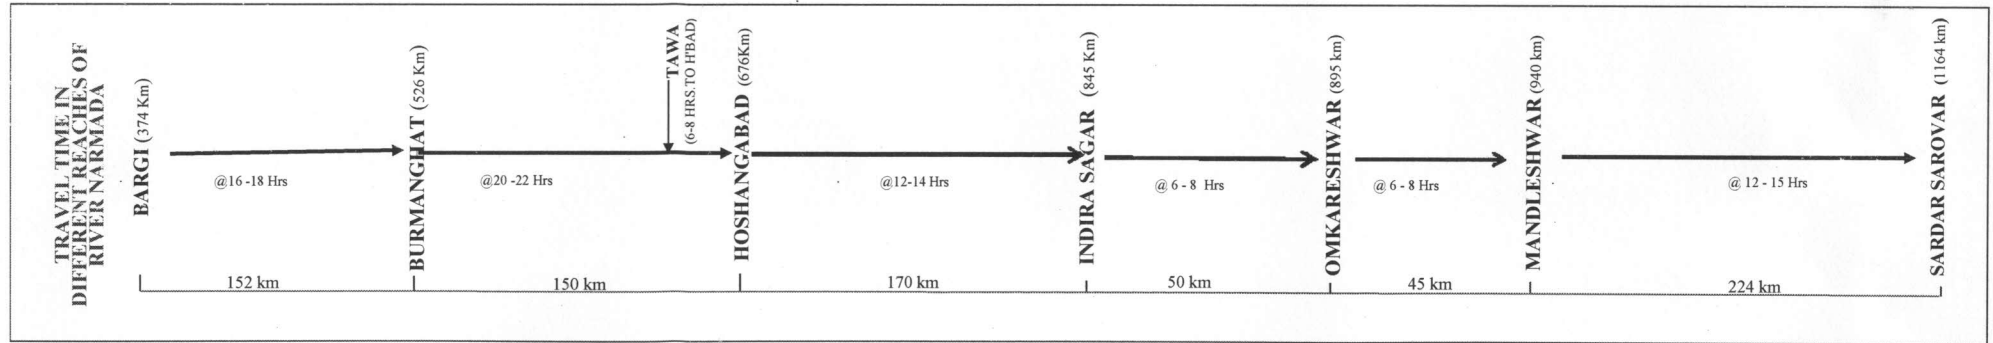 TRAVEL TIME IN
DIFFERENT REACHES OF
RIVER NARMADA
BARGI (374 Km)
@16 -18 Hrs
BURMANGHAT (526 Km)
@20 -22 Hrs
TAWA
(6-8 HRS.TO H'BAD)
HOSHANGABAD (676Km)
@12-14 Hrs
INDIRA SAGAR (845 Km)
@ 6 - 8 Hrs
OMKARESHWAR (895 km)
@ 6 - 8 Hrs
MANDLESHWAR (940 km)
@ 12 - 15 Hrs
SARDAR SAROVAR (1164 km)
152 km
150 km
170 km
50 km
45 km
224 km